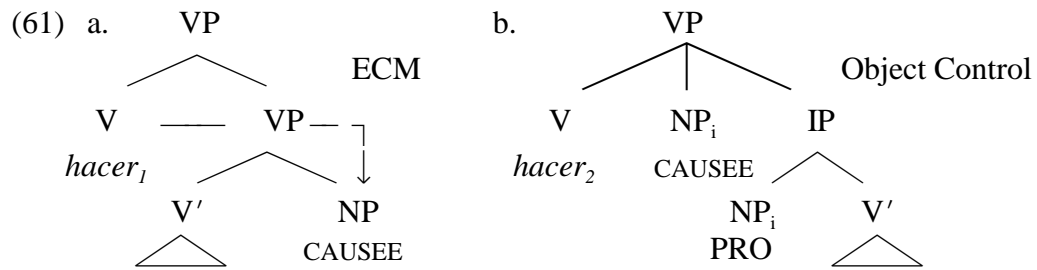 (61) a. VP b. VP
ECM Object Control
V VP V NPi IP
hacer1 hacer2 CAUSEE
V′ NP NPi V′
CAUSEE PRO